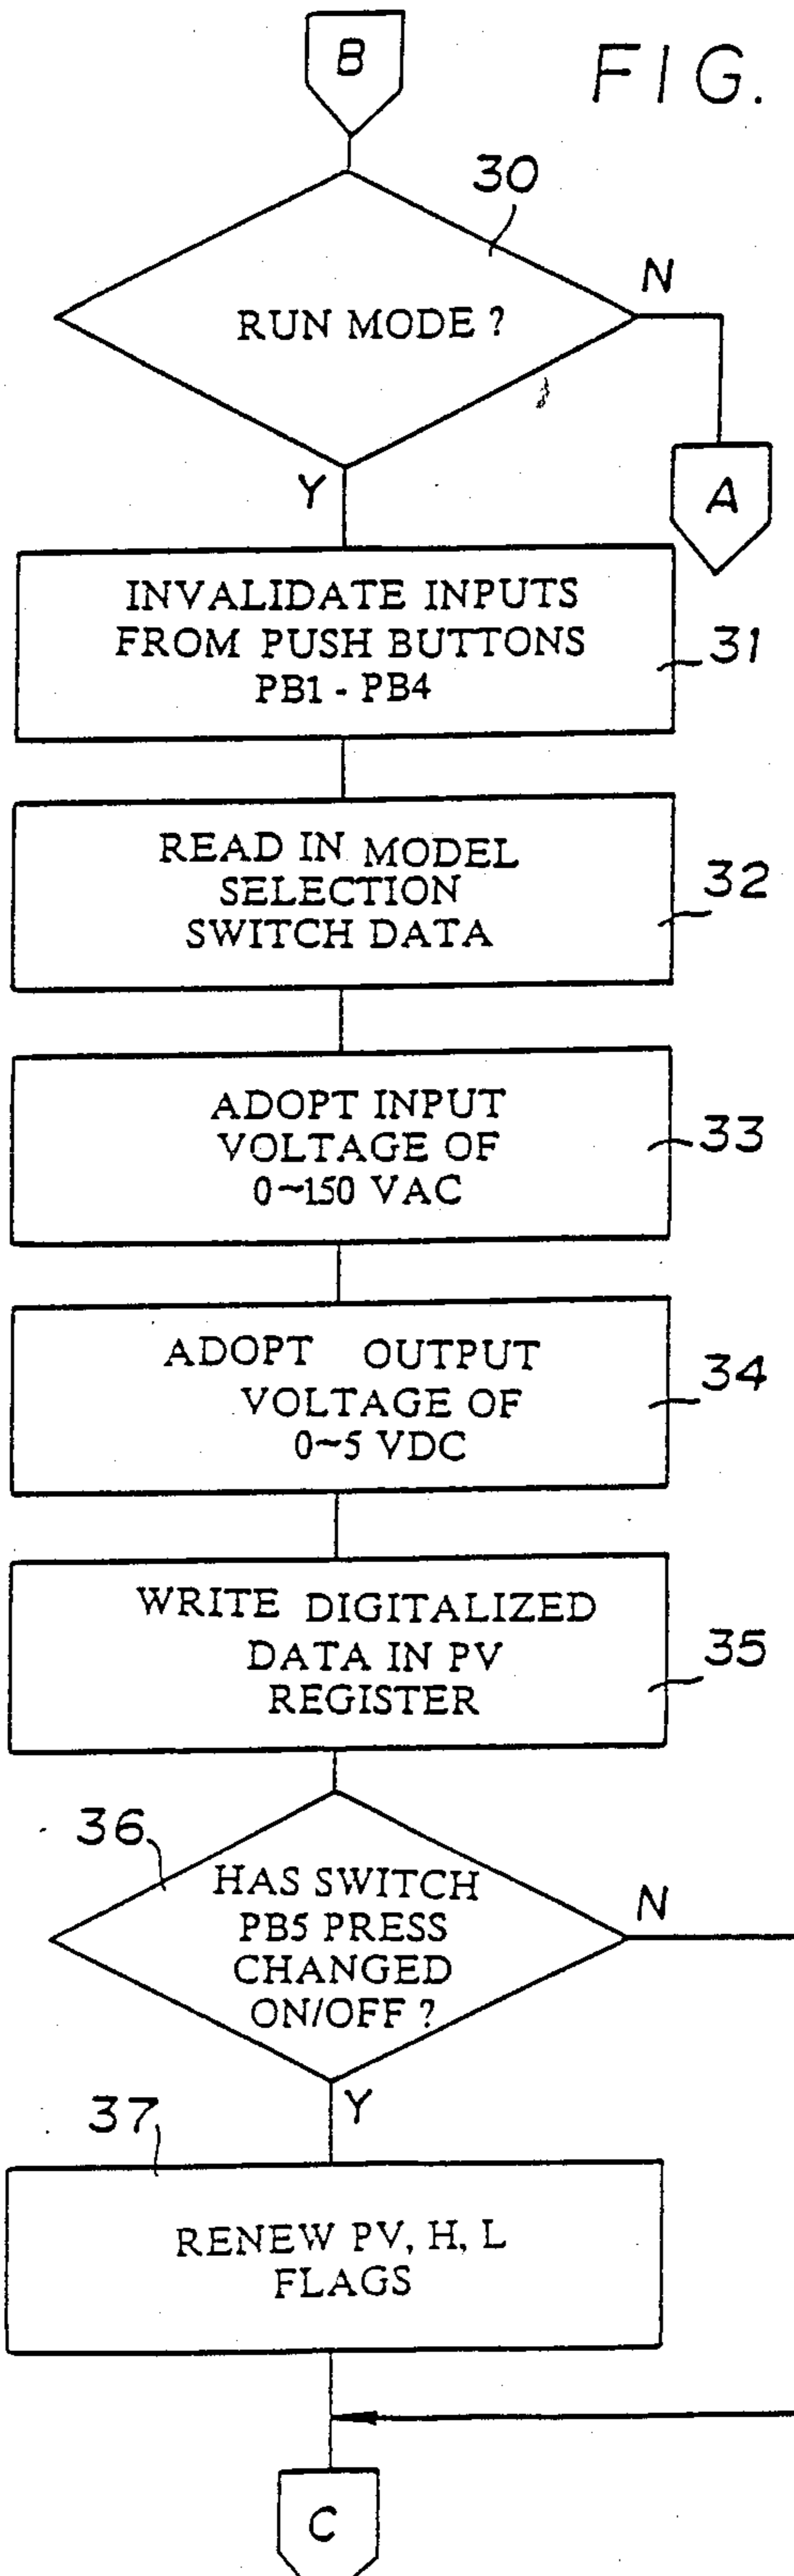 B
FIG.
30
RUN MODE ?
N
A
Y
INVALIDATE INPUTS
FROM PUSH BUTTONS
PB1 - PB4
31
READ IN MODEL
SELECTION
SWITCH DATA
32
ADOPT INPUT
VOLTAGE OF
0~150 VAC
33
ADOPT OUTPUT
VOLTAGE OF
0~5 VDC
34
WRITE DIGITALIZED
DATA IN PV
REGISTER
35
36
HAS SWITCH
PB5 PRESS
CHANGED
ON/OFF ?
N
Y
37
RENEW PV, H, L
FLAGS
C